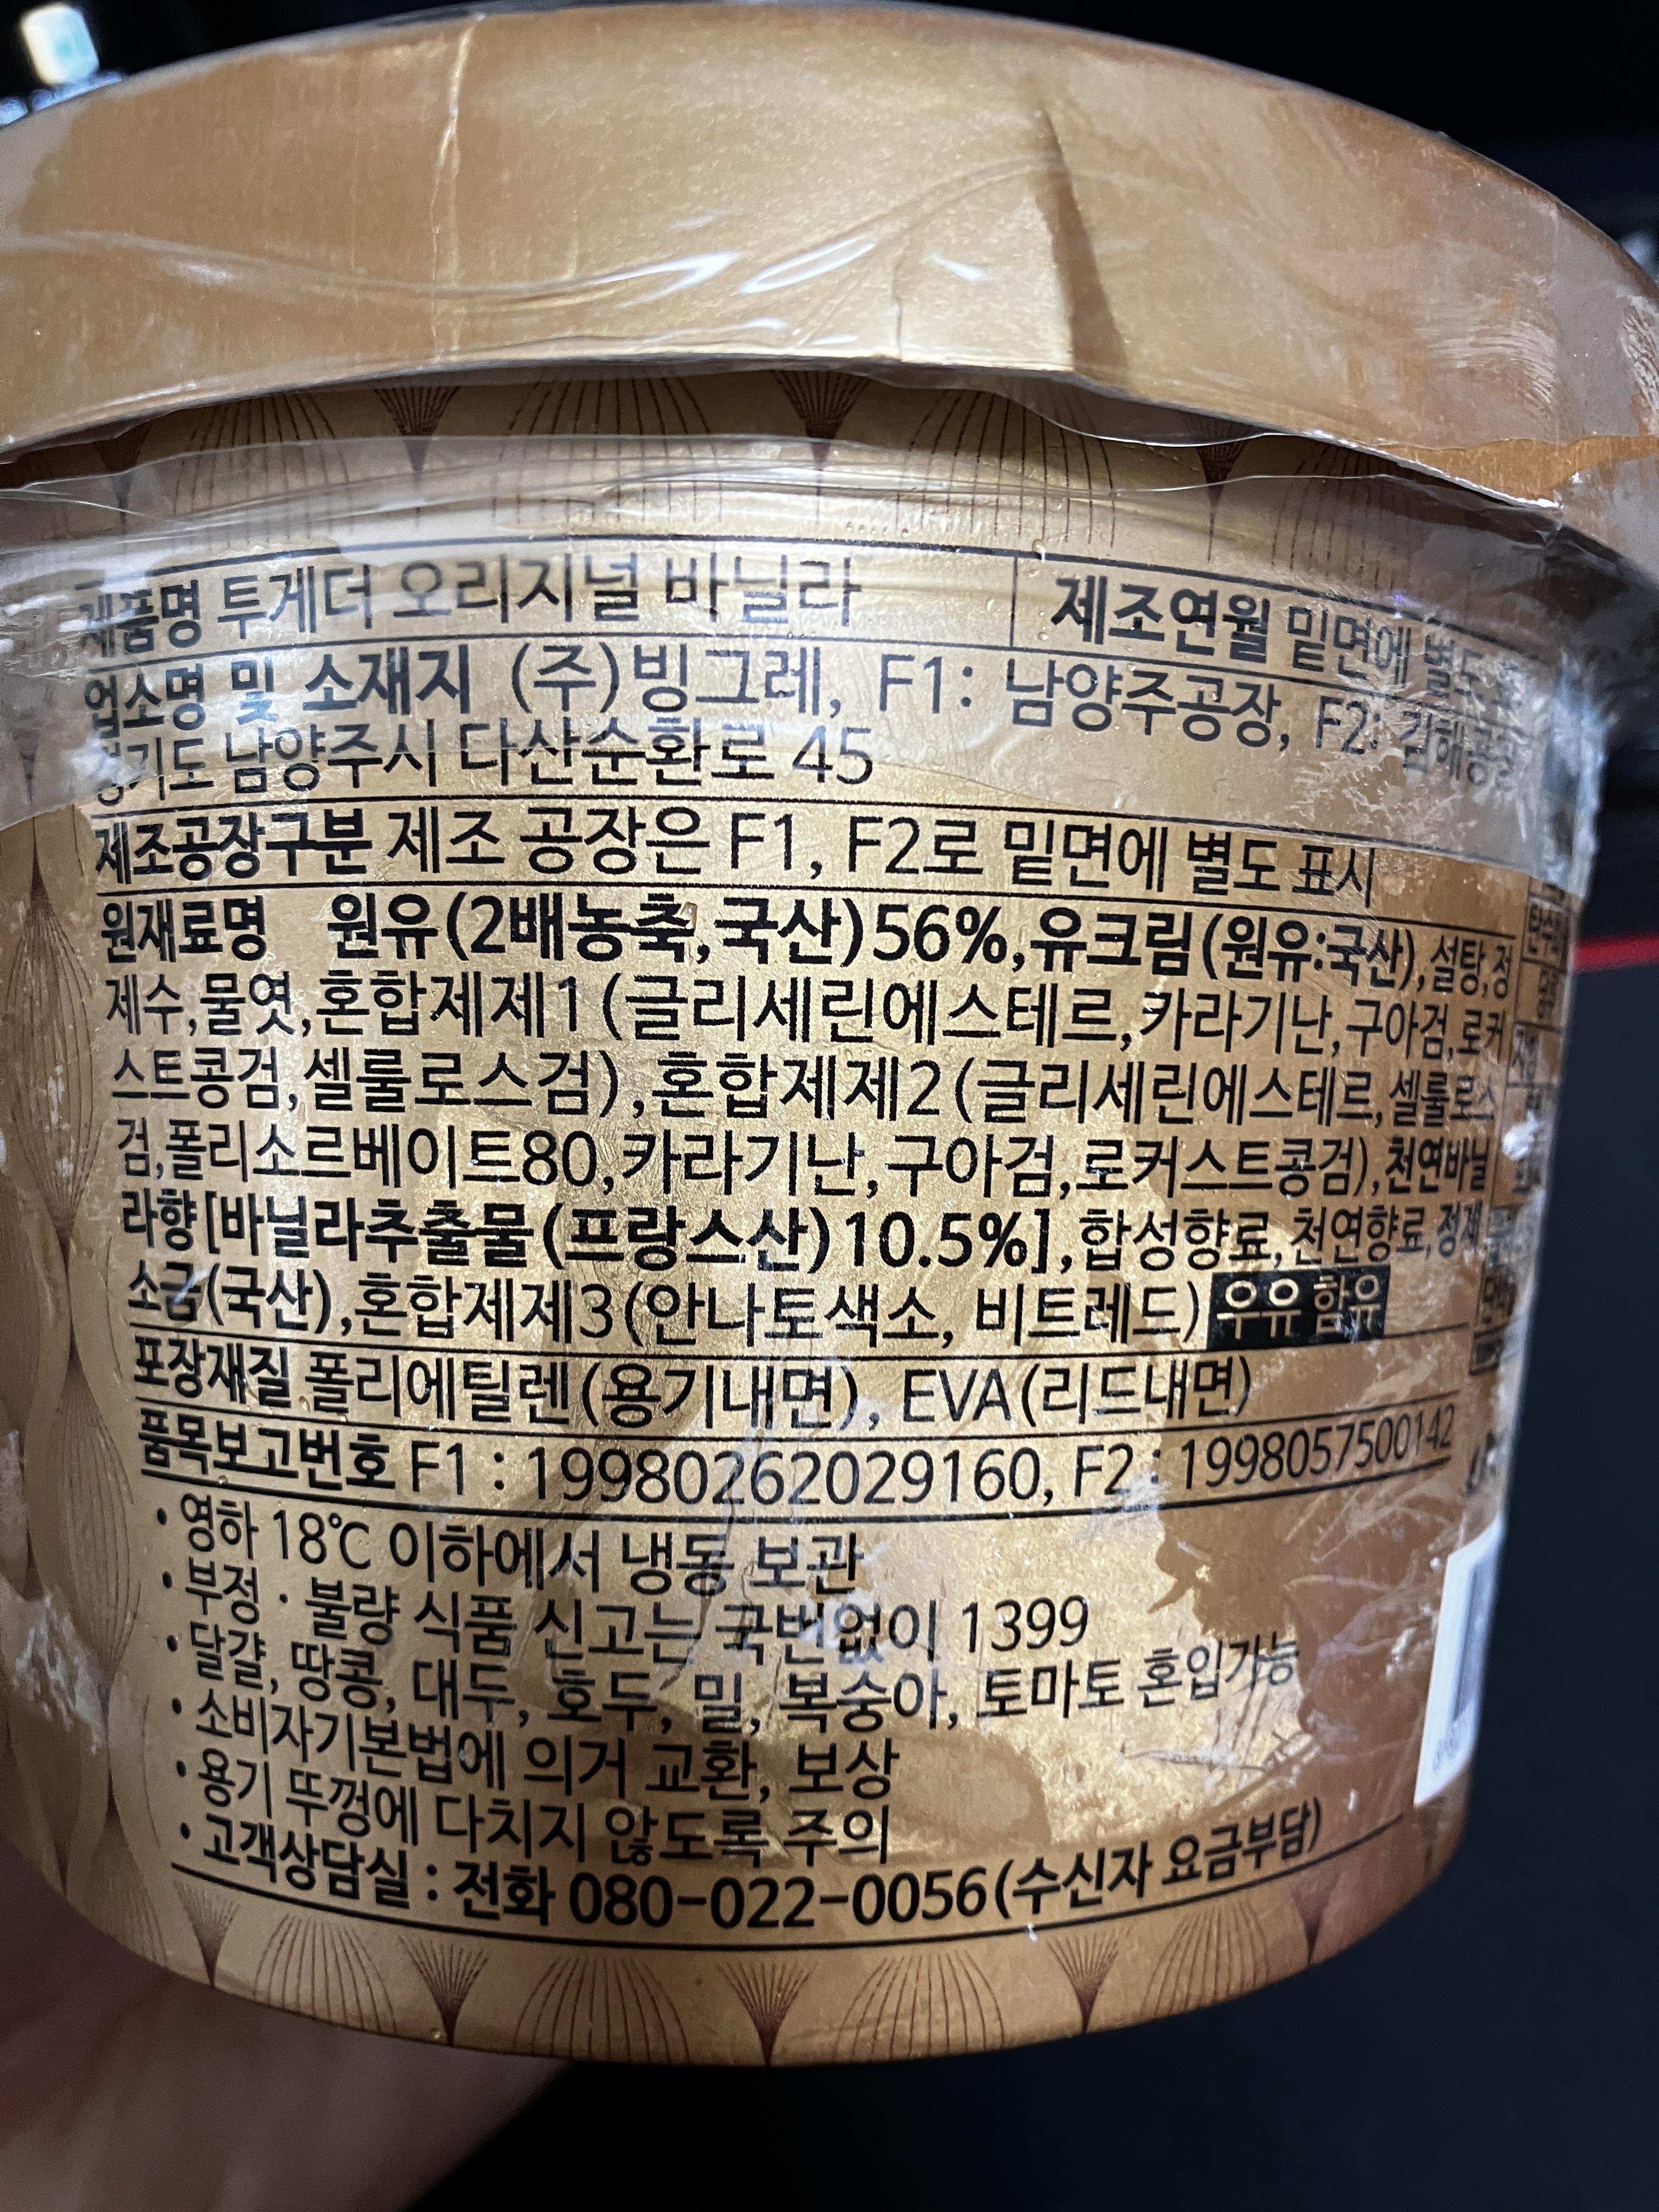 제품명 투게더 오리지널 바닐라 제조연월 밑면에 별도
업소명 및 소재지 (주)빙그레, F1: 남양주공장, F2: 김해공장
경기도 남양주시 다산순환로 45
제조공장구분 제조 공장은 F1, F2로 밑면에 별도 표시
원재료명 원유(2배농축,국산)56%,유크림(원유:국산),설탕,정
제수,물엿,혼합제제1(글리세린에스테르,카라기난,구아검,로커
스트콩검,셀룰로스검),혼합제제2(글리세린에스테르,셀룰로스
검,폴리소르베이트80,카라기난,구아검,로커스트콩검),천연바닐
라향[바닐라추출물(프랑스산)10.5%],합성향료,천연향료,정제
소금(국산),혼합제제3(안나토색소, 비트레드) 우유 함유
포장재질 폴리에틸렌(용기내면), EVA(리드내면)
품목보고번호 F1 : 19980262029160, F2 : 1998057500142
• 영하 18℃ 이하에서 냉동 보관
• 부정 · 불량 식품 신고는 국번없이 1399
• 달걀, 땅콩, 대두, 호두, 밀, 복숭아, 토마토 혼입가능
• 소비자기본법에 의거 교환, 보상
• 용기 뚜껑에 다치지 않도록 주의
• 고객상담실 : 전화 080-022-0056(수신자 요금부담)